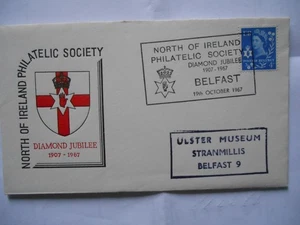 NORTH OF IRELAND PHILATELIC SOCIETY
DIAMOND JUBILEE
1907 - 1967
NORTH OF IRELAND
PHILATELIC SOCIETY
DIAMOND JUBILEE
1907-1967
BELFAST
19th OCTOBER 1967
ULSTER MUSEUM
STRANMILLIS
BELFAST 9